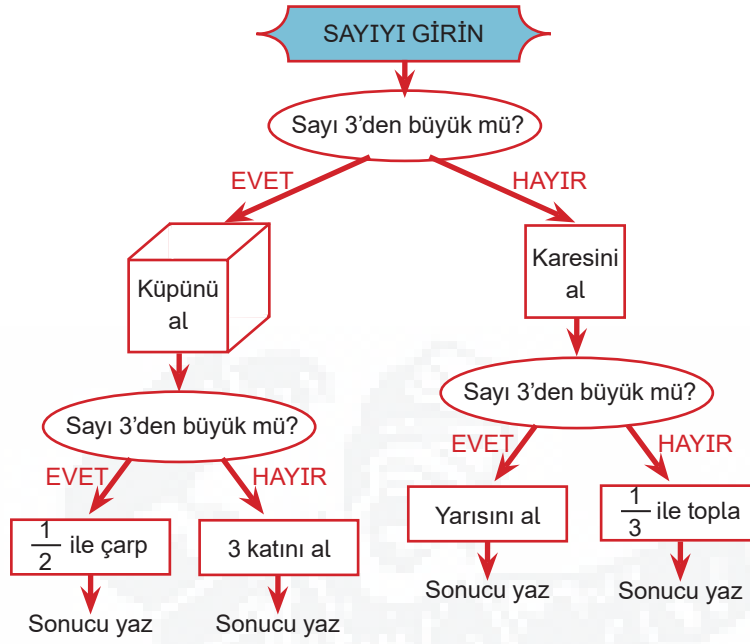 SAYIYI GİRİN
Sayı 3’den büyük mü?
EVET
HAYIR
Küpünü
al
Karesini
al
Sayı 3’den büyük mü?
Sayı 3’den büyük mü?
EVET
HAYIR
EVET
HAYIR
1/2 ile çarp
3 katını al
Yarısını al
1/3 ile topla
Sonucu yaz
Sonucu yaz
Sonucu yaz
Sonucu yaz